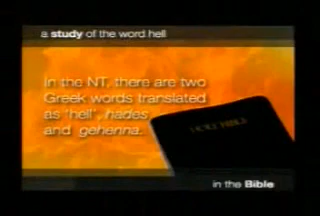 a study of the word hell
In the NT, there are two
Greek words translated
as 'hell', hades
and gehenna.
HOLY BIBLE
in the Bible